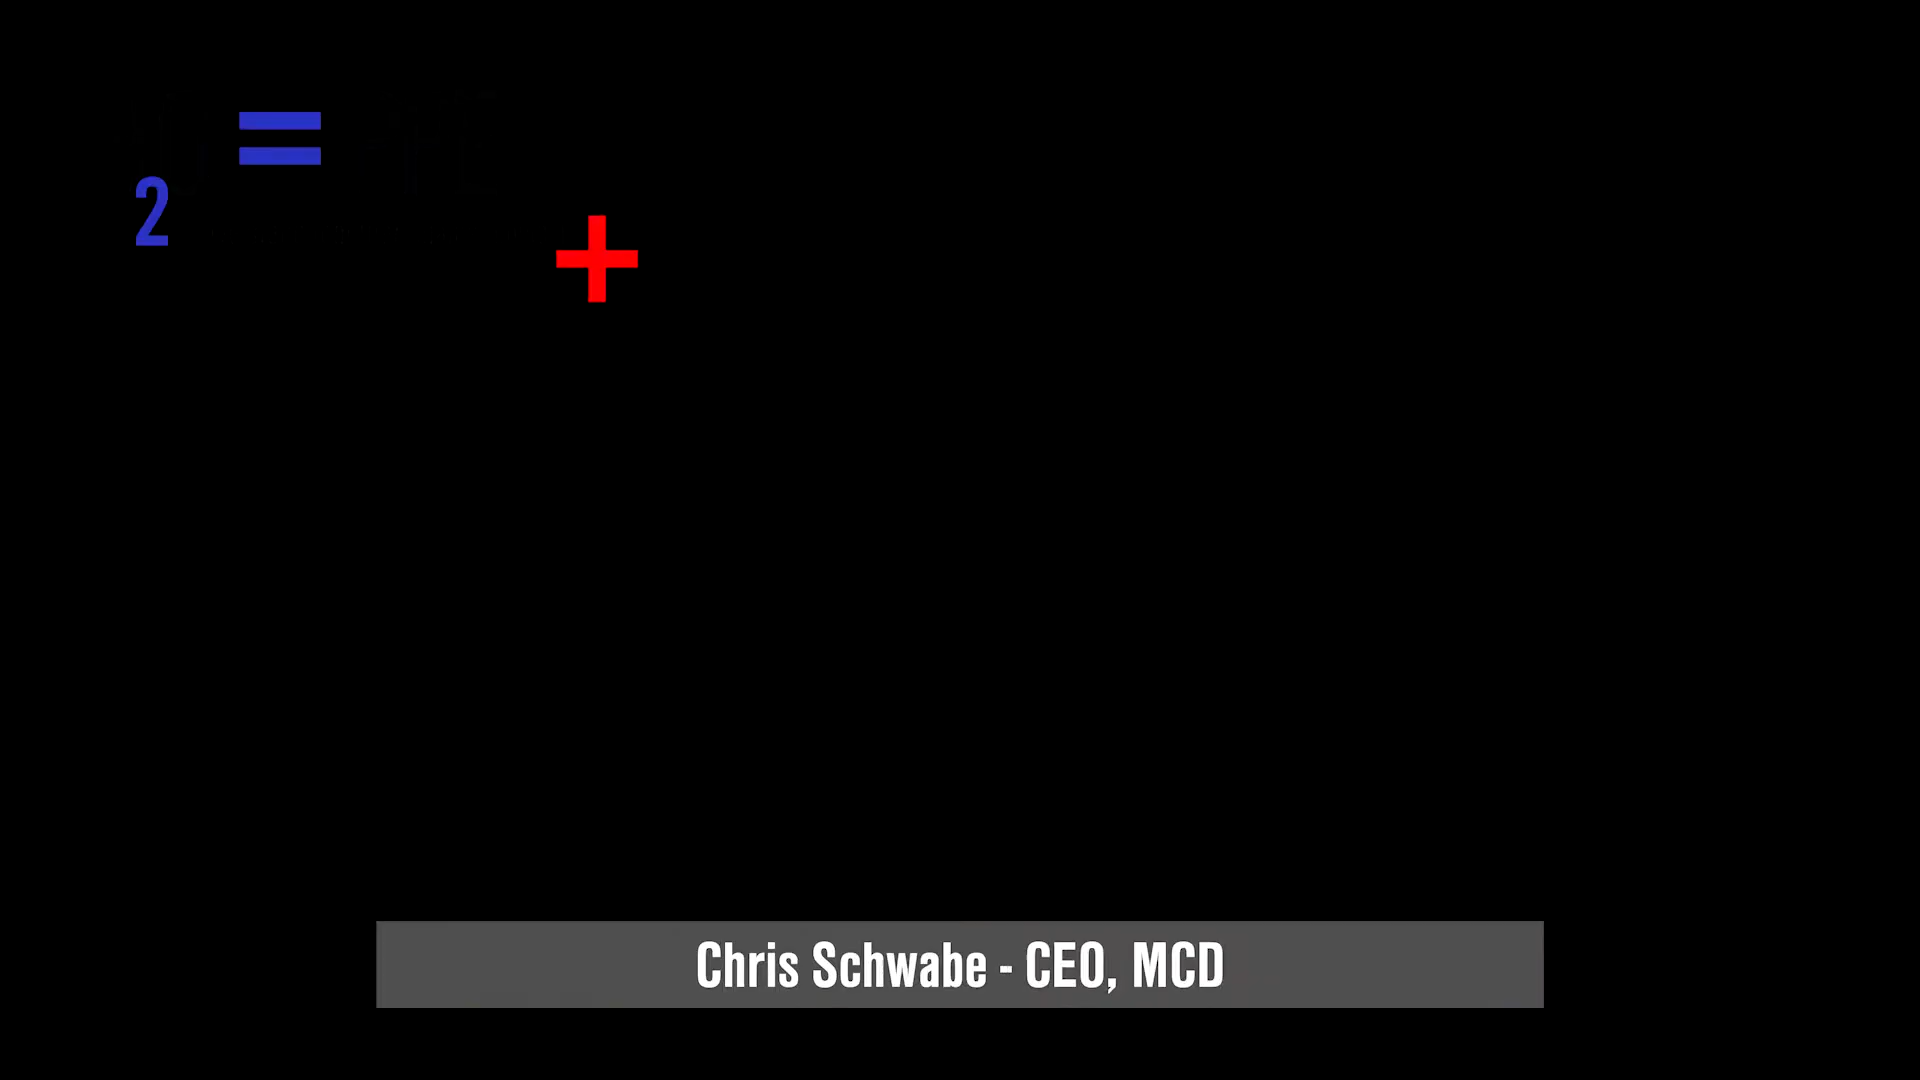 =
2
+
Chris Schwabe - CEO, MCD